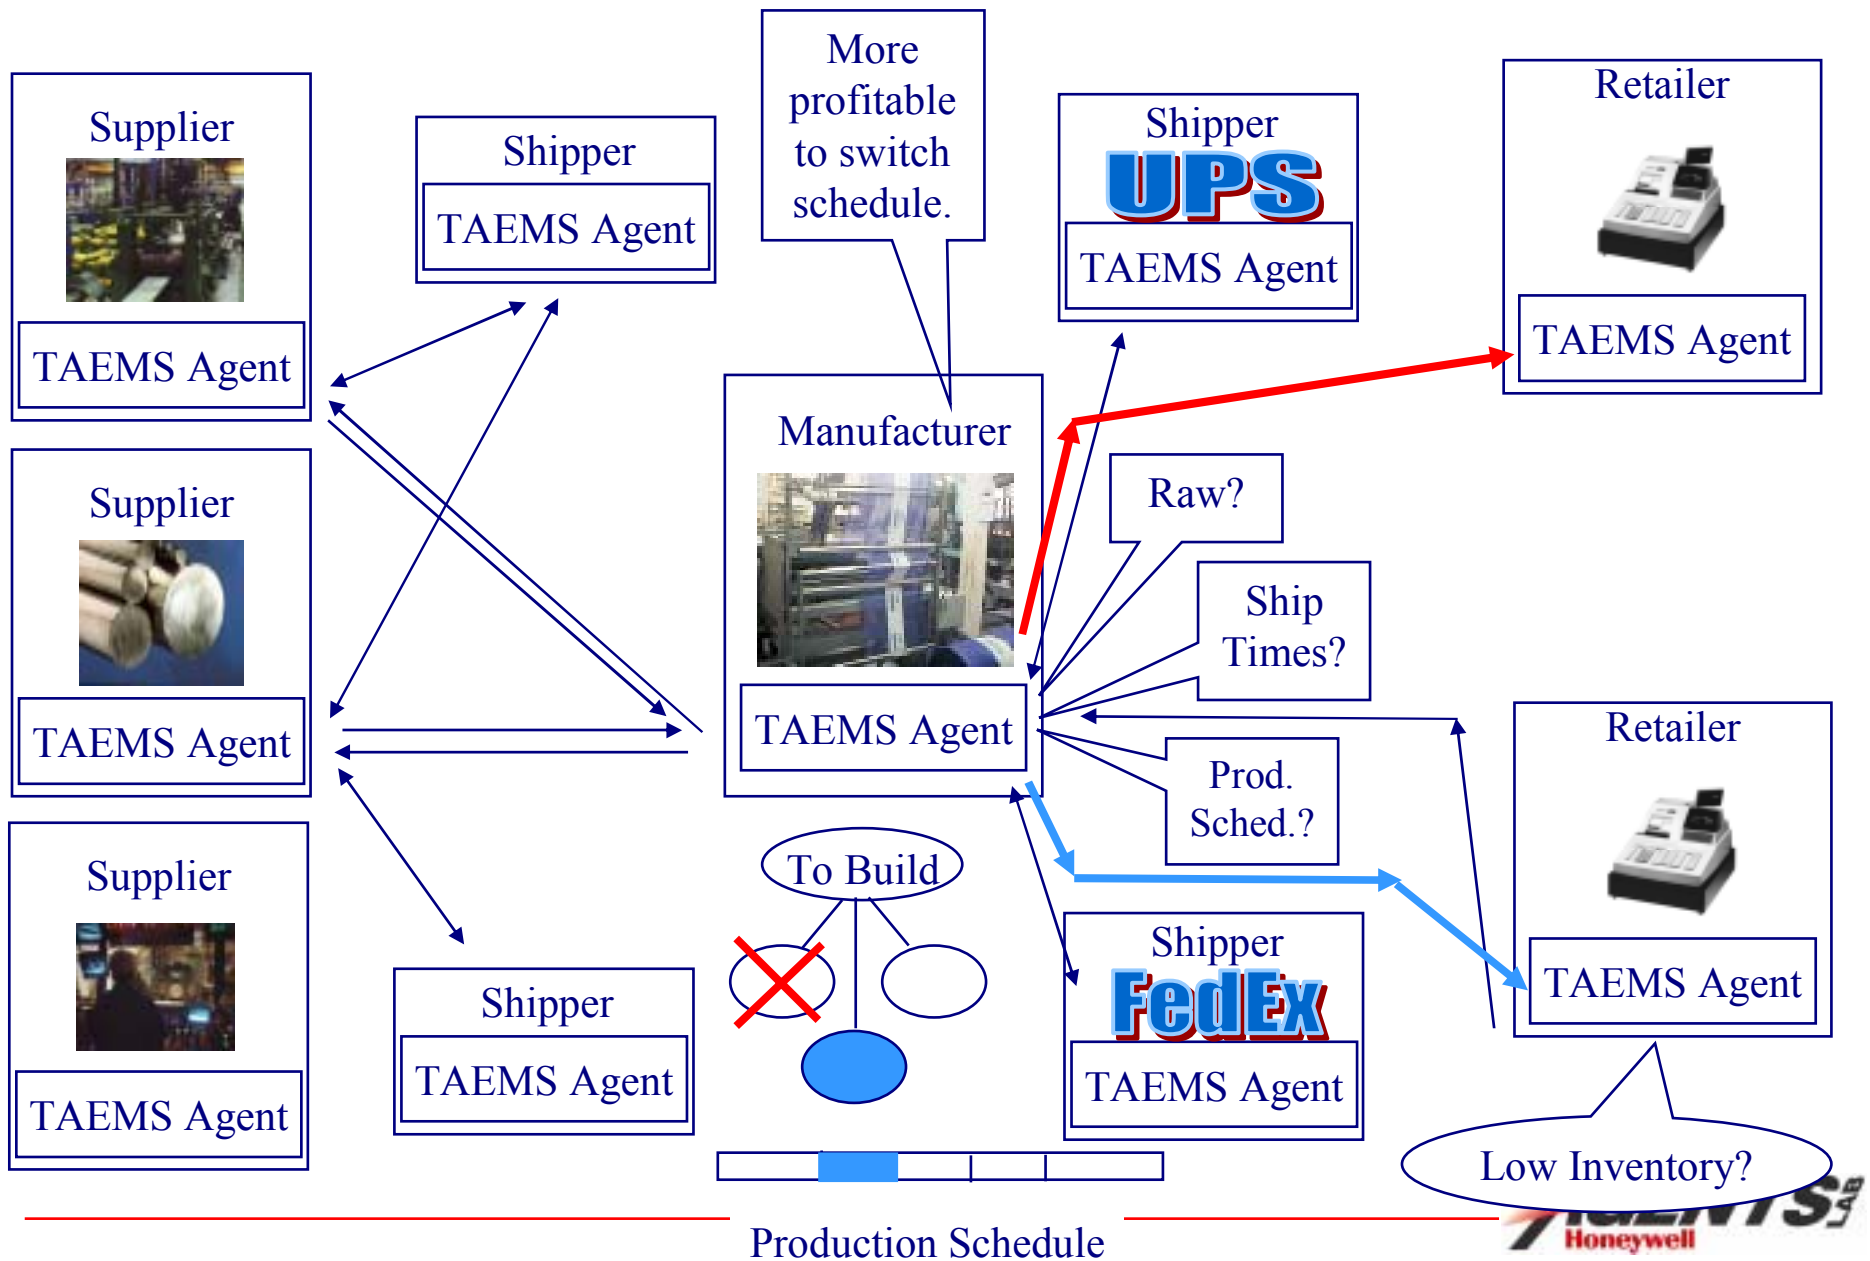 More
profitable
to switch
schedule.
Supplier
TAEMS Agent
Shipper
TAEMS Agent
Shipper
UPS
TAEMS Agent
Retailer
TAEMS Agent
Supplier
TAEMS Agent
Manufacturer
TAEMS Agent
Raw?
Ship
Times?
Prod.
Sched.?
Retailer
TAEMS Agent
Supplier
TAEMS Agent
Shipper
TAEMS Agent
To Build
Shipper
FedEx
TAEMS Agent
Low Inventory?
Production Schedule
AGENTS
LAB
Honeywell